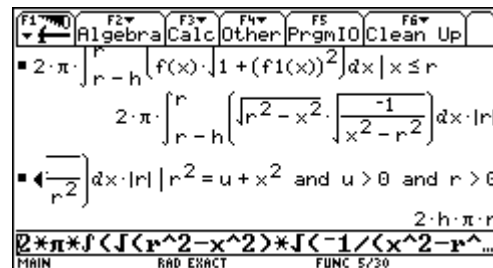 F1 F2 Algebra F3 Calc F4 Other F5 PrgmIO F6 Clean Up
▪ 2·π·∫ r r−h (f(x)·√(1+(f1(x))²))dx | x ≤ r
2·π·∫ r r−h (√(r²−x²)·√(⁻1/(x²−r²)))dx·|r|
▪ ◀ r²)dx·|r| | r²=u+x² and u>0 and r>0
2·h·π·r
2*π*∫(√(r^2−x^2)*√(⁻1/(x^2−r^…
MAIN RAD EXACT FUNC 5/30